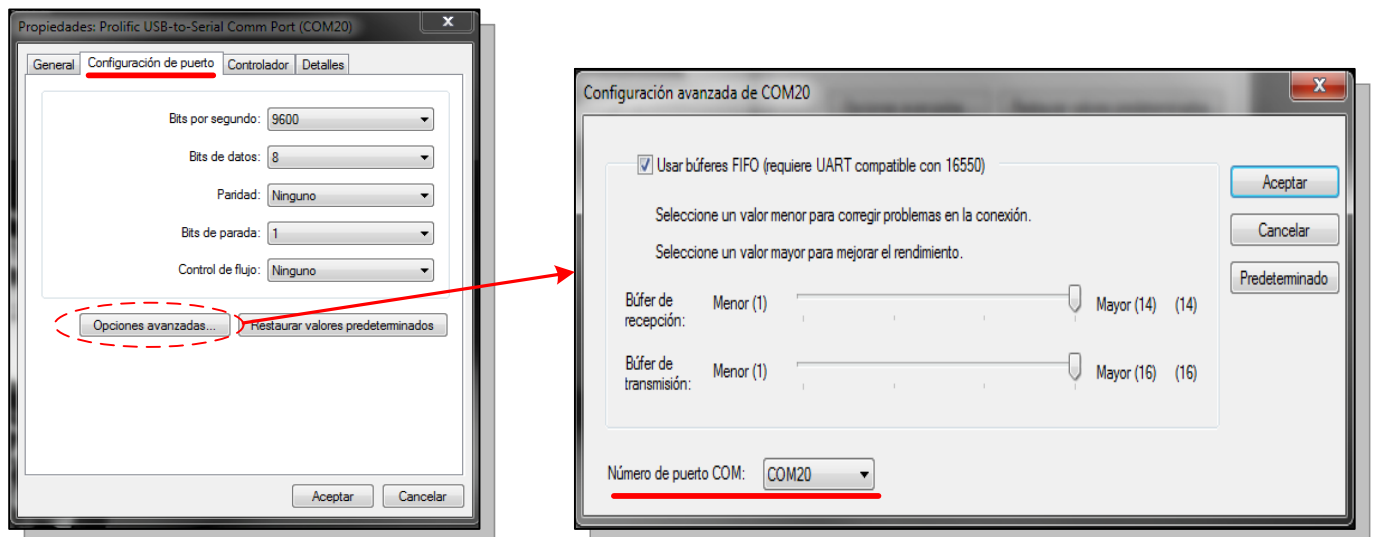 Propiedades: Prolific USB-to-Serial Comm Port (COM20)
General
Configuración de puerto
Controlador
Detalles
Bits por segundo: 9600
Bits de datos: 8
Paridad: Ninguno
Bits de parada: 1
Control de flujo: Ninguno
Opciones avanzadas...
Restaurar valores predeterminados
Aceptar
Cancelar
Configuración avanzada de COM20
Usar búferes FIFO (requiere UART compatible con 16550)
Seleccione un valor menor para corregir problemas en la conexión.
Seleccione un valor mayor para mejorar el rendimiento.
Búfer de
recepción:
Menor (1)
Mayor (14)
(14)
Búfer de
transmisión:
Menor (1)
Mayor (16)
(16)
Aceptar
Cancelar
Predeterminado
Número de puerto COM: COM20